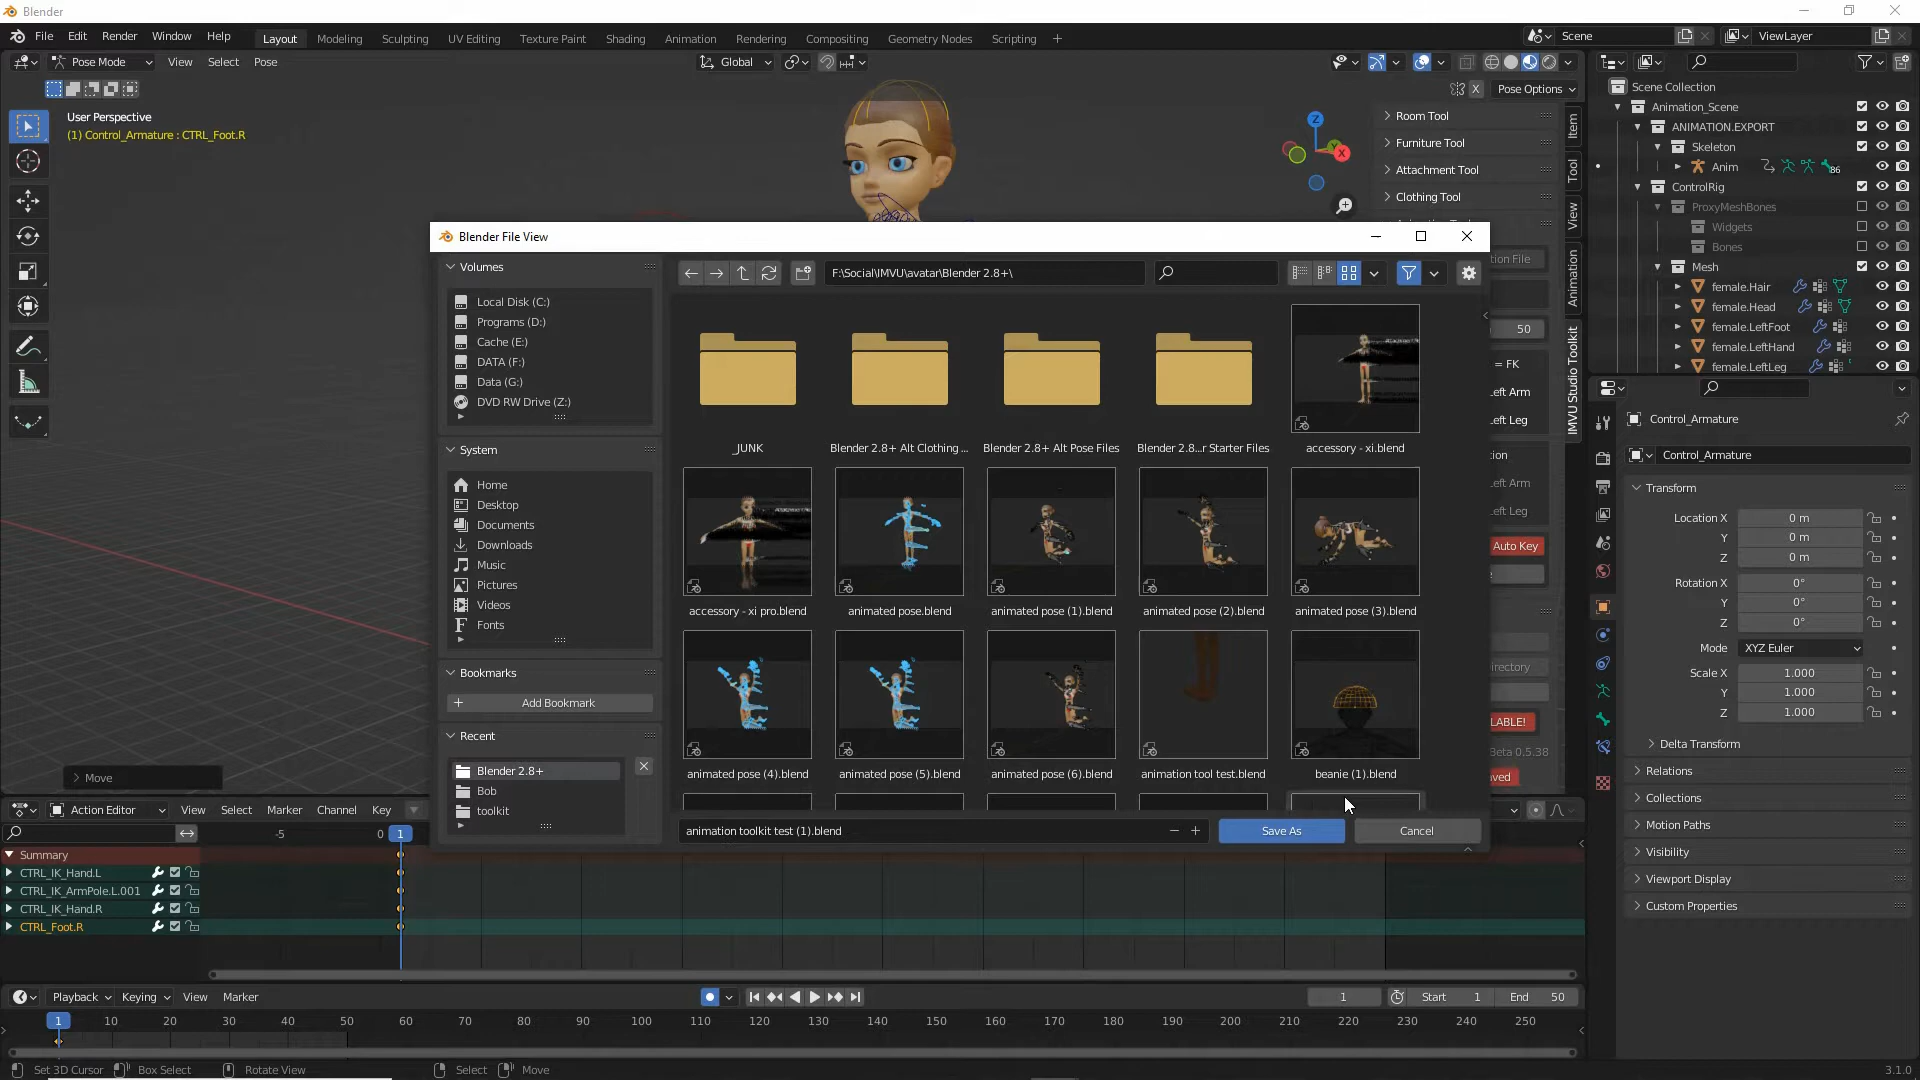 Blender
File Edit Render Window Help Layout Modeling Sculpting UV Editing Texture Paint Shading Animation Rendering Compositing Geometry Nodes Scripting + Scene ViewLayer
Pose Mode View Select Pose Global
X Pose Options
User Perspective
(1) Control_Armature : CTRL_Foot.R
Z
X
Room Tool
Furniture Tool
Attachment Tool
Clothing Tool
Item
Tool
View
Animation
IMVU Studio Toolkit
tion File
50
= FK
Left Arm
Left Leg
tion
Left Arm
Left Leg
Auto Key
irectory
LABLE!
Beta 0.5.38
aved
Scene Collection
Animation_Scene
ANIMATION.EXPORT
Skeleton
Anim 86
ControlRig
ProxyMeshBones
Widgets
Bones
Mesh
female.Hair
female.Head
female.LeftFoot
female.LeftHand
female.LeftLeg
Control_Armature
Control_Armature
Transform
Location X 0 m
Y 0 m
Z 0 m
Rotation X 0°
Y 0°
Z 0°
Mode XYZ Euler
Scale X 1.000
Y 1.000
Z 1.000
Delta Transform
Relations
Collections
Motion Paths
Visibility
Viewport Display
Custom Properties
Blender File View
Volumes
Local Disk (C:)
Programs (D:)
Cache (E:)
DATA (F:)
Data (G:)
DVD RW Drive (Z:)
System
Home
Desktop
Documents
Downloads
Music
Pictures
Videos
Fonts
Bookmarks
Add Bookmark
Recent
Blender 2.8+
Bob
toolkit
F:\Social\IMVU\avatar\Blender 2.8+\
_JUNK Blender 2.8+ Alt Clothing ... Blender 2.8+ Alt Pose Files Blender 2.8...r Starter Files accessory - xi.blend
accessory - xi pro.blend animated pose.blend animated pose (1).blend animated pose (2).blend animated pose (3).blend
animated pose (4).blend animated pose (5).blend animated pose (6).blend animation tool test.blend beanie (1).blend
animation toolkit test (1).blend Save As Cancel
Move
Action Editor View Select Marker Channel Key
-5 0 1
Summary
CTRL_IK_Hand.L
CTRL_IK_ArmPole.L.001
CTRL_IK_Hand.R
CTRL_Foot.R
Playback Keying View Marker 1 Start 1 End 50
1 10 20 30 40 50 60 70 80 90 100 110 120 130 140 150 160 170 180 190 200 210 220 230 240 250
Set 3D Cursor Box Select Rotate View Select Move 3.1.0